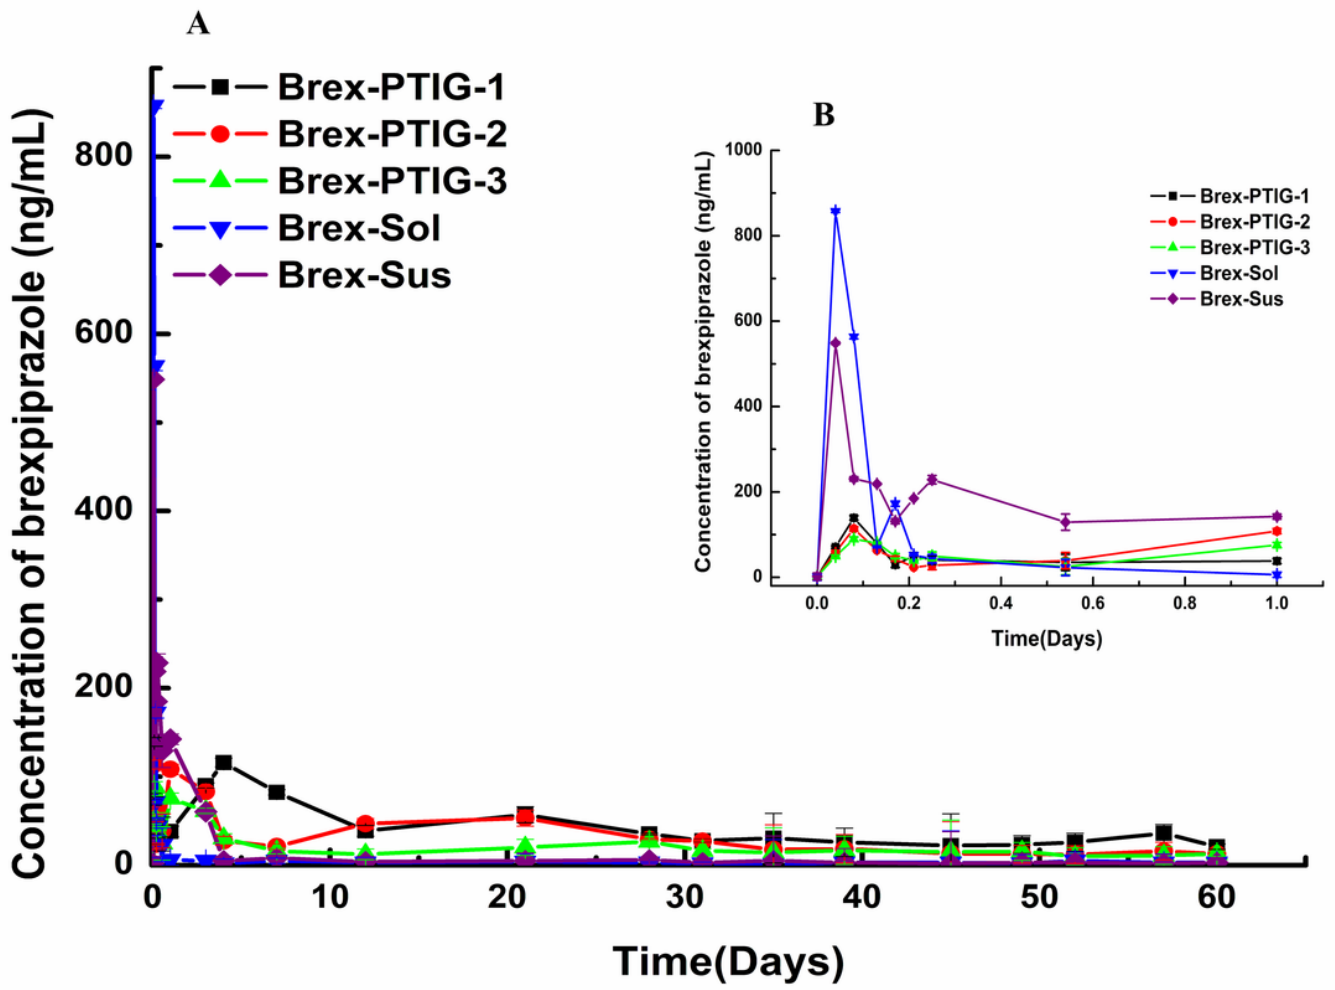 A
Concentration of brexpiprazole (ng/mL)
800
600
400
200
0
Brex-PTIG-1
Brex-PTIG-2
Brex-PTIG-3
Brex-Sol
Brex-Sus
0 10 20 30 40 50 60
Time(Days)
B
Concentration of brexpiprazole (ng/mL)
1000
800
600
400
200
0
Brex-PTIG-1
Brex-PTIG-2
Brex-PTIG-3
Brex-Sol
Brex-Sus
0.0 0.2 0.4 0.6 0.8 1.0
Time(Days)